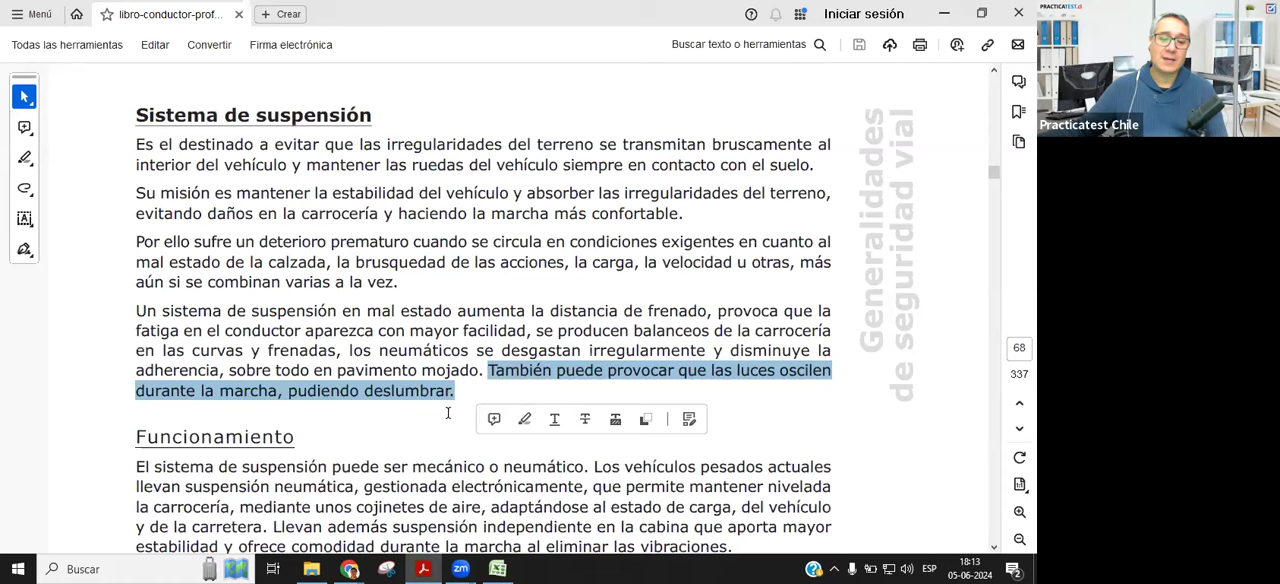 Menú
libro-conductor-prof...
Crear
Iniciar sesión
Todas las herramientas
Editar
Convertir
Firma electrónica
Buscar texto o herramientas
PRACTICATEST.cl
Practicatest Chile
Sistema de suspensión
Es el destinado a evitar que las irregularidades del terreno se transmitan bruscamente al
interior del vehículo y mantener las ruedas del vehículo siempre en contacto con el suelo.
Su misión es mantener la estabilidad del vehículo y absorber las irregularidades del terreno,
evitando daños en la carrocería y haciendo la marcha más confortable.
Por ello sufre un deterioro prematuro cuando se circula en condiciones exigentes en cuanto al
mal estado de la calzada, la brusquedad de las acciones, la carga, la velocidad u otras, más
aún si se combinan varias a la vez.
Un sistema de suspensión en mal estado aumenta la distancia de frenado, provoca que la
fatiga en el conductor aparezca con mayor facilidad, se producen balanceos de la carrocería
en las curvas y frenadas, los neumáticos se desgastan irregularmente y disminuye la
adherencia, sobre todo en pavimento mojado. También puede provocar que las luces oscilen
durante la marcha, pudiendo deslumbrar.
Funcionamiento
El sistema de suspensión puede ser mecánico o neumático. Los vehículos pesados actuales
llevan suspensión neumática, gestionada electrónicamente, que permite mantener nivelada
la carrocería, mediante unos cojinetes de aire, adaptándose al estado de carga, del vehículo
y de la carretera. Llevan además suspensión independiente en la cabina que aporta mayor
estabilidad y ofrece comodidad durante la marcha al eliminar las vibraciones.
Generalidades
de seguridad vial
68
337
Buscar
zm
ESP
18:13
05-06-2024
2